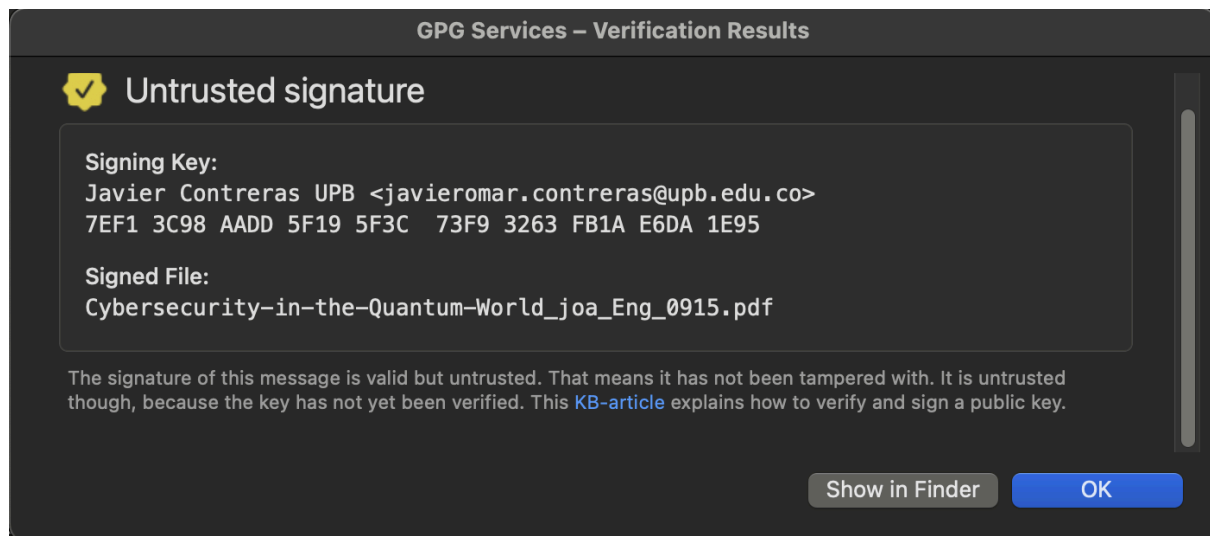 GPG Services – Verification Results
Untrusted signature
Signing Key:
Javier Contreras UPB <javieromar.contreras@upb.edu.co>
7EF1 3C98 AADD 5F19 5F3C  73F9 3263 FB1A E6DA 1E95
Signed File:
Cybersecurity-in-the-Quantum-World_joa_Eng_0915.pdf
The signature of this message is valid but untrusted. That means it has not been tampered with. It is untrusted
though, because the key has not yet been verified. This KB-article explains how to verify and sign a public key.
Show in Finder
OK